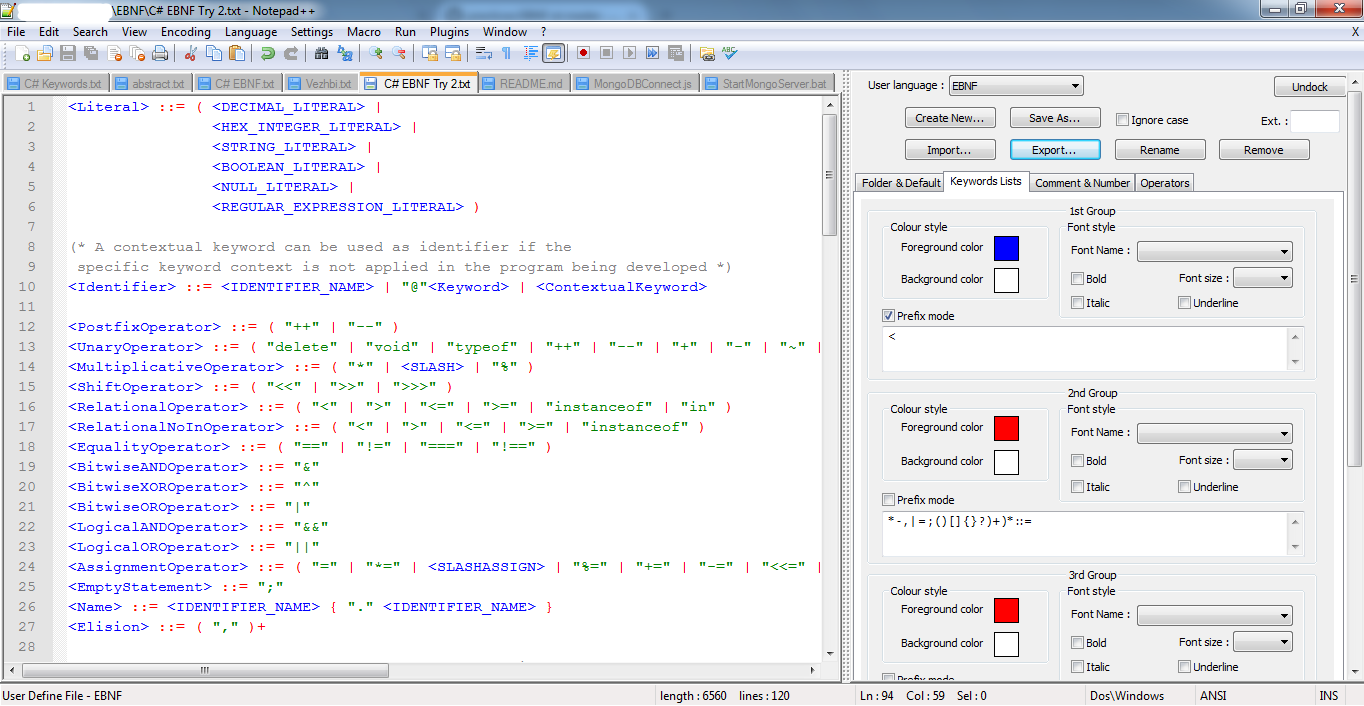 \EBNF\C# EBNF Try 2.txt - Notepad++
File Edit Search View Encoding Language Settings Macro Run Plugins Window ? X
C# Keywords.txt abstract.txt C# EBNF.txt Vezhbi.txt C# EBNF Try 2.txt README.md MongoDBConnect.js StartMongoServer.bat
1 <Literal> ::= ( <DECIMAL_LITERAL> |
2 <HEX_INTEGER_LITERAL> |
3 <STRING_LITERAL> |
4 <BOOLEAN_LITERAL> |
5 <NULL_LITERAL> |
6 <REGULAR_EXPRESSION_LITERAL> )
7
8 (* A contextual keyword can be used as identifier if the
9 specific keyword context is not applied in the program being developed *)
10 <Identifier> ::= <IDENTIFIER_NAME> | "@"<Keyword> | <ContextualKeyword>
11
12 <PostfixOperator> ::= ( "++" | "--" )
13 <UnaryOperator> ::= ( "delete" | "void" | "typeof" | "++" | "--" | "+" | "-" | "~" |
14 <MultiplicativeOperator> ::= ( "*" | <SLASH> | "%" )
15 <ShiftOperator> ::= ( "<<" | ">>" | ">>>" )
16 <RelationalOperator> ::= ( "<" | ">" | "<=" | ">=" | "instanceof" | "in" )
17 <RelationalNoInOperator> ::= ( "<" | ">" | "<=" | ">=" | "instanceof" )
18 <EqualityOperator> ::= ( "==" | "!=" | "===" | "!==" )
19 <BitwiseANDOperator> ::= "&"
20 <BitwiseXOROperator> ::= "^"
21 <BitwiseOROperator> ::= "|"
22 <LogicalANDOperator> ::= "&&"
23 <LogicalOROperator> ::= "||"
24 <AssignmentOperator> ::= ( "=" | "*=" | <SLASHASSIGN> | "%=" | "+=" | "-=" | "<<=" |
25 <EmptyStatement> ::= ";"
26 <Name> ::= <IDENTIFIER_NAME> { "." <IDENTIFIER_NAME> }
27 <Elision> ::= ( "," )+
28
User language : EBNF Undock
Create New... Save As... Ignore case Ext. :
Import... Export... Rename Remove
Folder & Default Keywords Lists Comment & Number Operators
1st Group
Colour style Font style
Foreground color Font Name :
Background color Bold Font size :
Italic Underline
Prefix mode
<
2nd Group
Colour style Font style
Foreground color Font Name :
Background color Bold Font size :
Italic Underline
Prefix mode
*-,|=;()[]{}?)+)*::=
3rd Group
Colour style Font style
Foreground color Font Name :
Background color Bold Font size :
Italic Underline
Prefix mode
User Define File - EBNF length : 6560 lines : 120 Ln : 94 Col : 59 Sel : 0 Dos\Windows ANSI INS